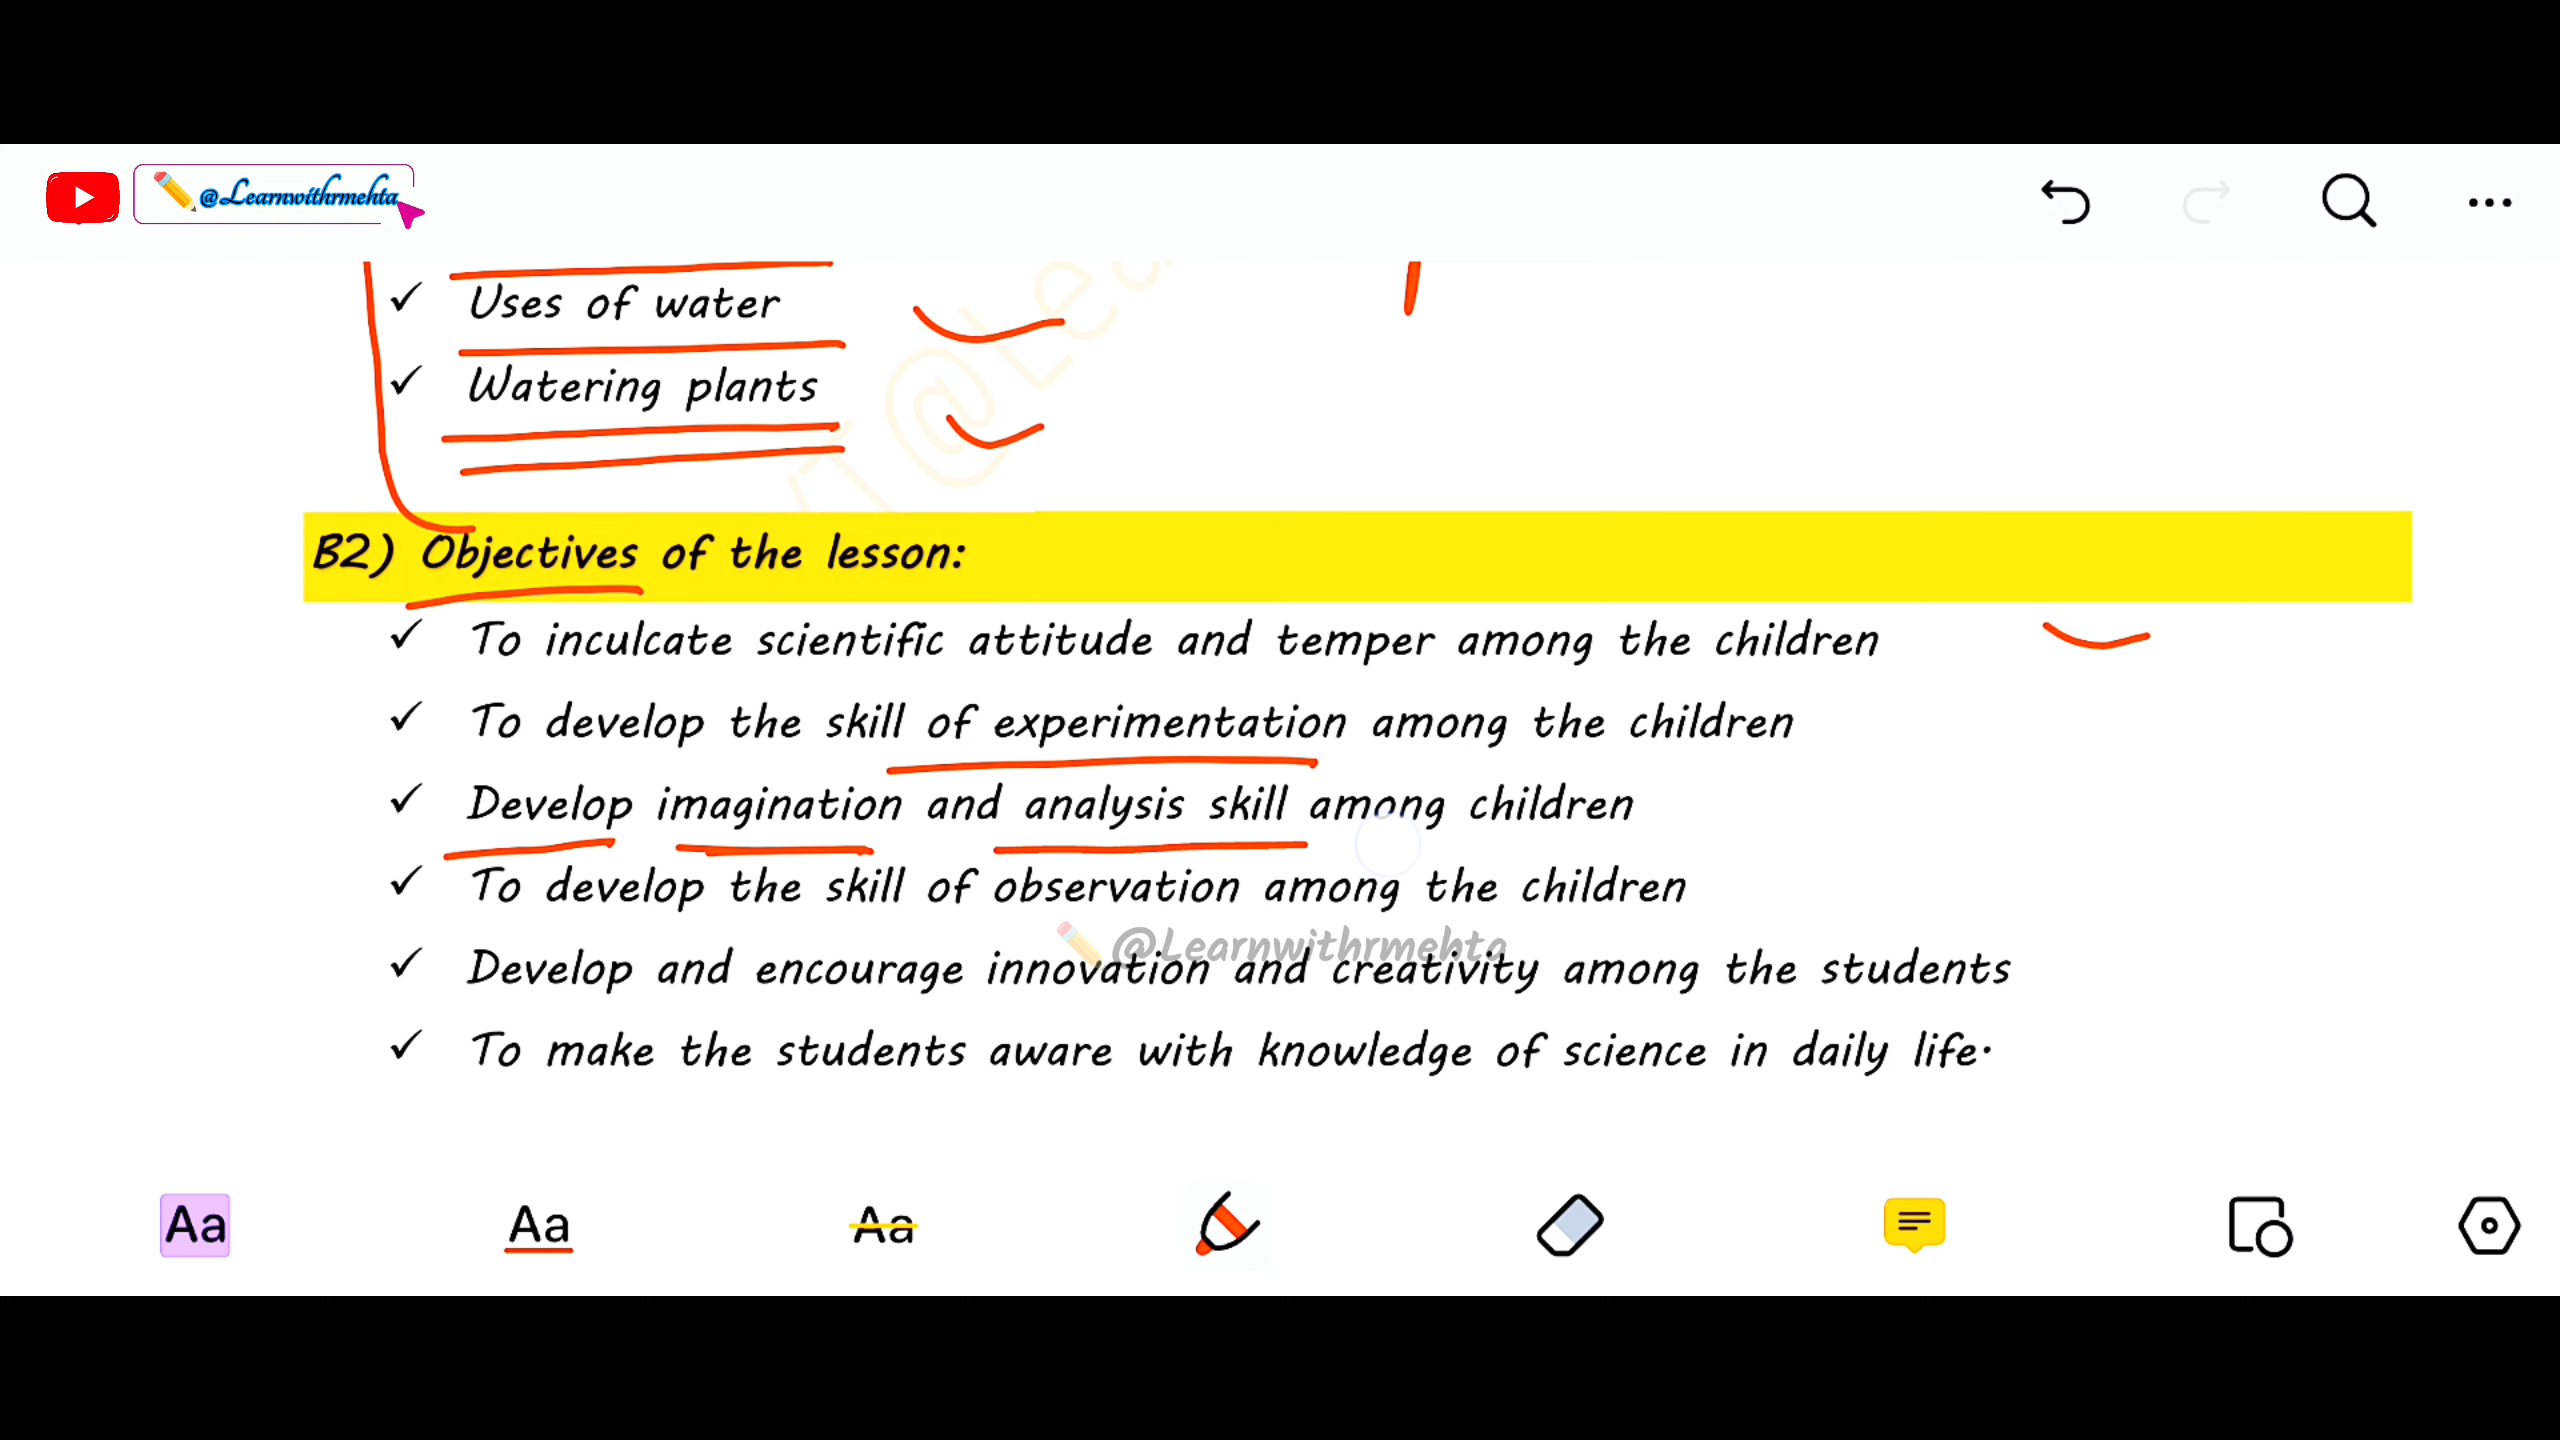 @Learnwithrmehta
✓ Uses of water
✓ Watering plants
B2) Objectives of the lesson:
✓ To inculcate scientific attitude and temper among the children
✓ To develop the skill of experimentation among the children
✓ Develop imagination and analysis skill among children
✓ To develop the skill of observation among the children
@Learnwithrmehta
✓ Develop and encourage innovation and creativity among the students
✓ To make the students aware with knowledge of science in daily life.
Aa Aa Aa